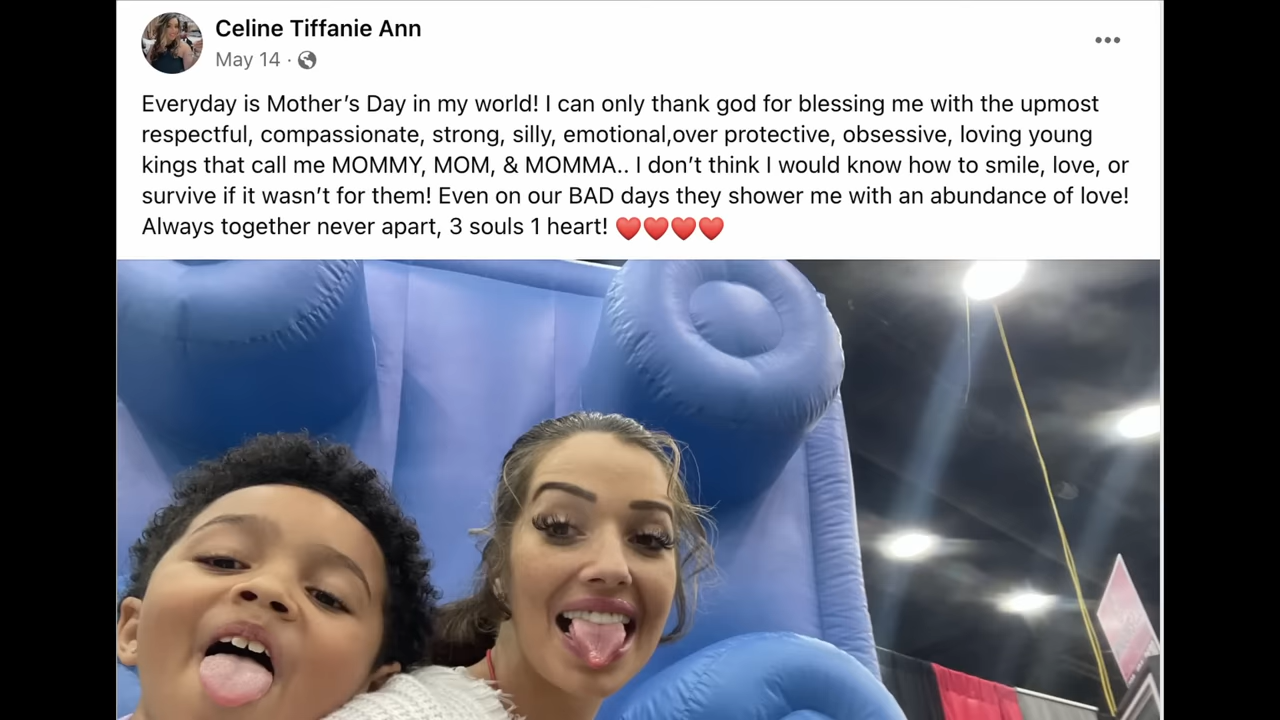 Celine Tiffanie Ann
May 14 ·
Everyday is Mother’s Day in my world! I can only thank god for blessing me with the upmost
respectful, compassionate, strong, silly, emotional,over protective, obsessive, loving young
kings that call me MOMMY, MOM, & MOMMA.. I don’t think I would know how to smile, love, or
survive if it wasn’t for them! Even on our BAD days they shower me with an abundance of love!
Always together never apart, 3 souls 1 heart! ♥️♥️♥️♥️